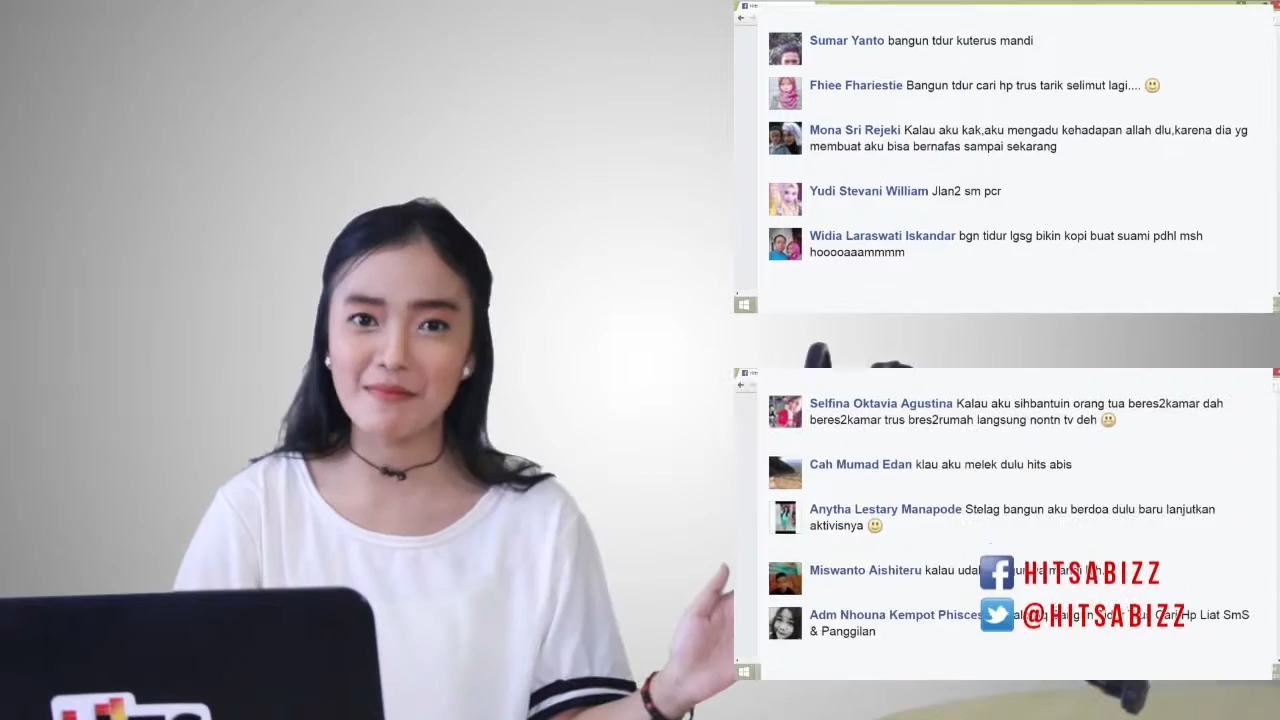 Sumar Yanto bangun tdur kuterus mandi
Fhiee Fhariestie Bangun tdur cari hp trus tarik selimut lagi....
Mona Sri Rejeki Kalau aku kak,aku mengadu kehadapan allah dlu,karena dia yg
membuat aku bisa bernafas sampai sekarang
Yudi Stevani William Jlan2 sm pcr
Widia Laraswati Iskandar bgn tidur lgsg bikin kopi buat suami pdhl msh
hooooaaammmm
Selfina Oktavia Agustina Kalau aku sihbantuin orang tua beres2kamar dah
beres2kamar trus bres2rumah langsung nontn tv deh
Cah Mumad Edan klau aku melek dulu hits abis
Anytha Lestary Manapode Stelag bangun aku berdoa dulu baru lanjutkan
aktivisnya
Miswanto Aishiteru kalau
HITSABIZZ
Adm Nhouna Kempot Hp Liat SmS
@HITSABIZZ
& Panggilan